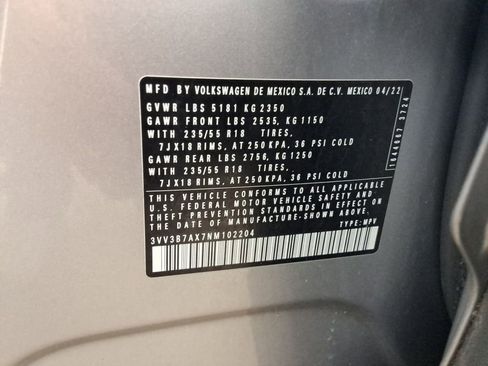 MFD BY VOLKSWAGEN DE MEXICO S.A. DE C.V. MEXICO 04/22
GVWR LBS 5181 KG 2350
GAWR FRONT LBS 2535, KG 1150
WITH 235/55 R18 TIRES,
7JX18 RIMS, AT 250 KPA, 36 PSI COLD
GAWR REAR LBS 2756, KG 1250
WITH 235/55 R18 TIRES,
7JX18 RIMS, AT 250 KPA, 36 PSI COLD
THIS VEHICLE CONFORMS TO ALL APPLICABLE
U.S. FEDERAL MOTOR VEHICLE SAFETY AND
THEFT PREVENTION STANDARDS IN EFFECT ON THE
DATE OF MANUFACTURE-SHOWN ABOVE.
3VV3B7AX7NM102204 TYPE: MPV
1844967 3724